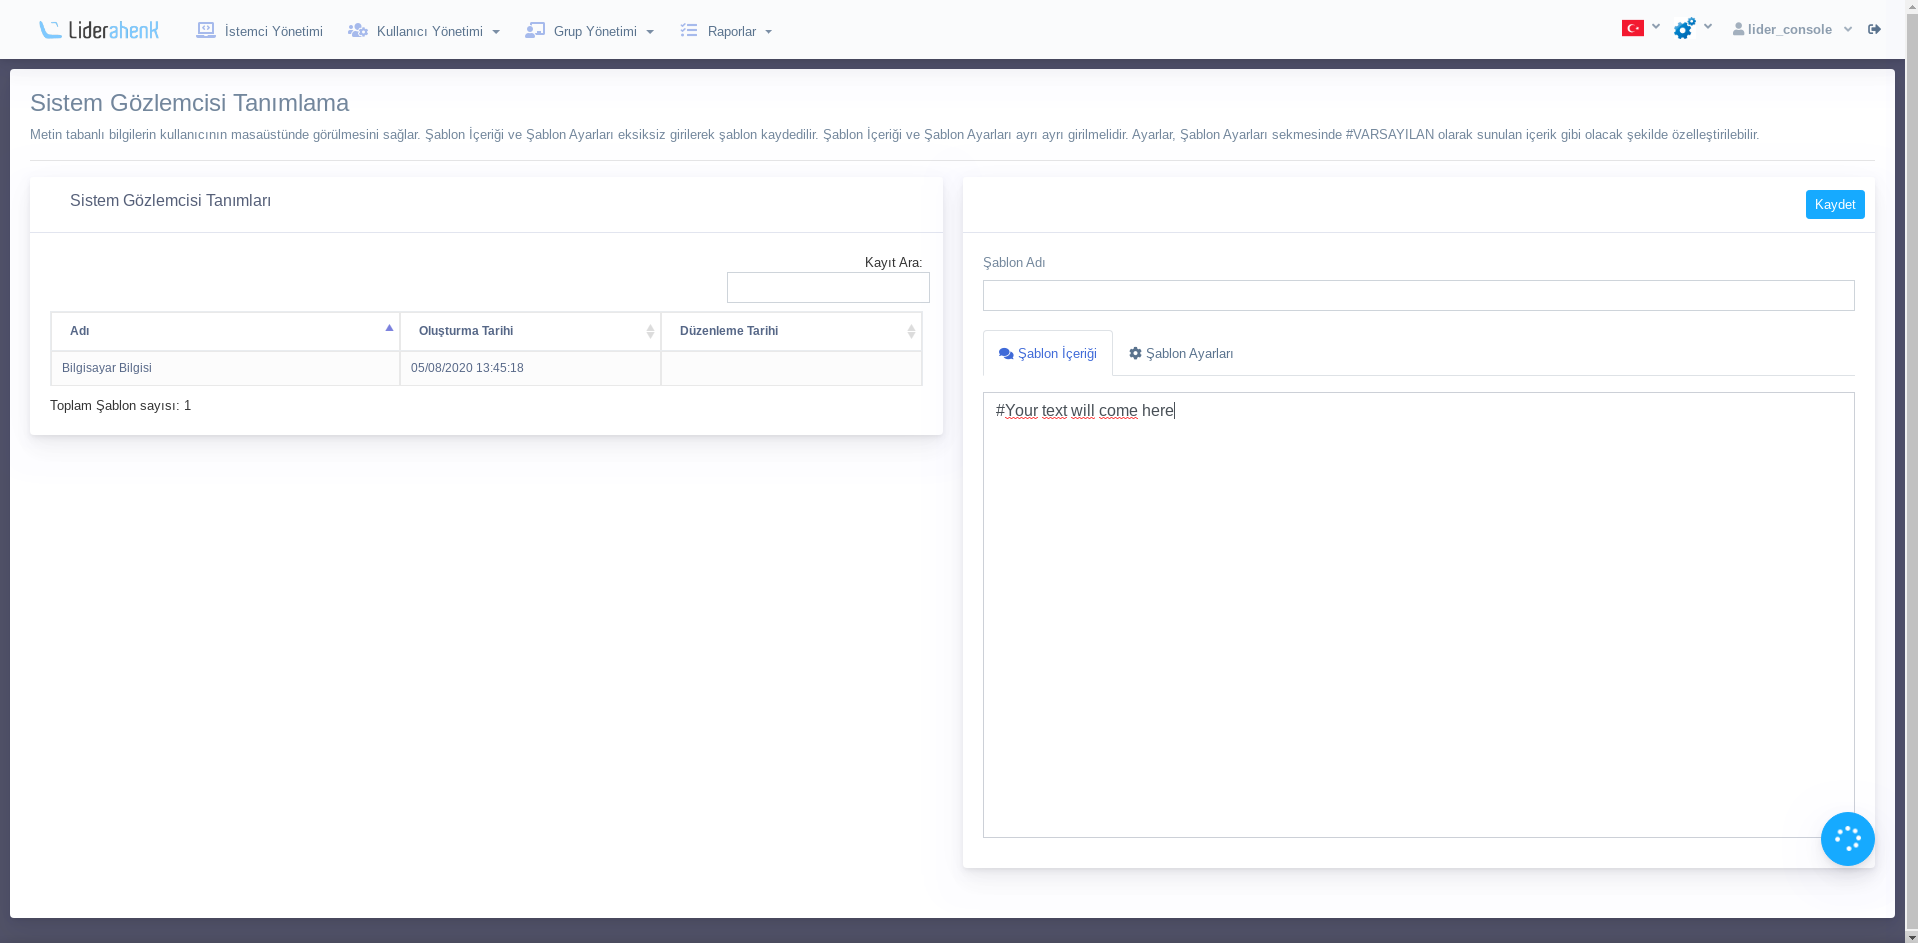 Liderahenk
İstemci Yönetimi
Kullanıcı Yönetimi
Grup Yönetimi
Raporlar
lider_console
Sistem Gözlemcisi Tanımlama
Metin tabanlı bilgilerin kullanıcının masaüstünde görülmesini sağlar. Şablon İçeriği ve Şablon Ayarları eksiksiz girilerek şablon kaydedilir. Şablon İçeriği ve Şablon Ayarları ayrı ayrı girilmelidir. Ayarlar, Şablon Ayarları sekmesinde #VARSAYILAN olarak sunulan içerik gibi olacak şekilde özelleştirilebilir.
Sistem Gözlemcisi Tanımları
Kayıt Ara:
Adı Oluşturma Tarihi Düzenleme Tarihi
Bilgisayar Bilgisi 05/08/2020 13:45:18
Toplam Şablon sayısı: 1
Kaydet
Şablon Adı
Şablon İçeriği Şablon Ayarları
#Your text will come here